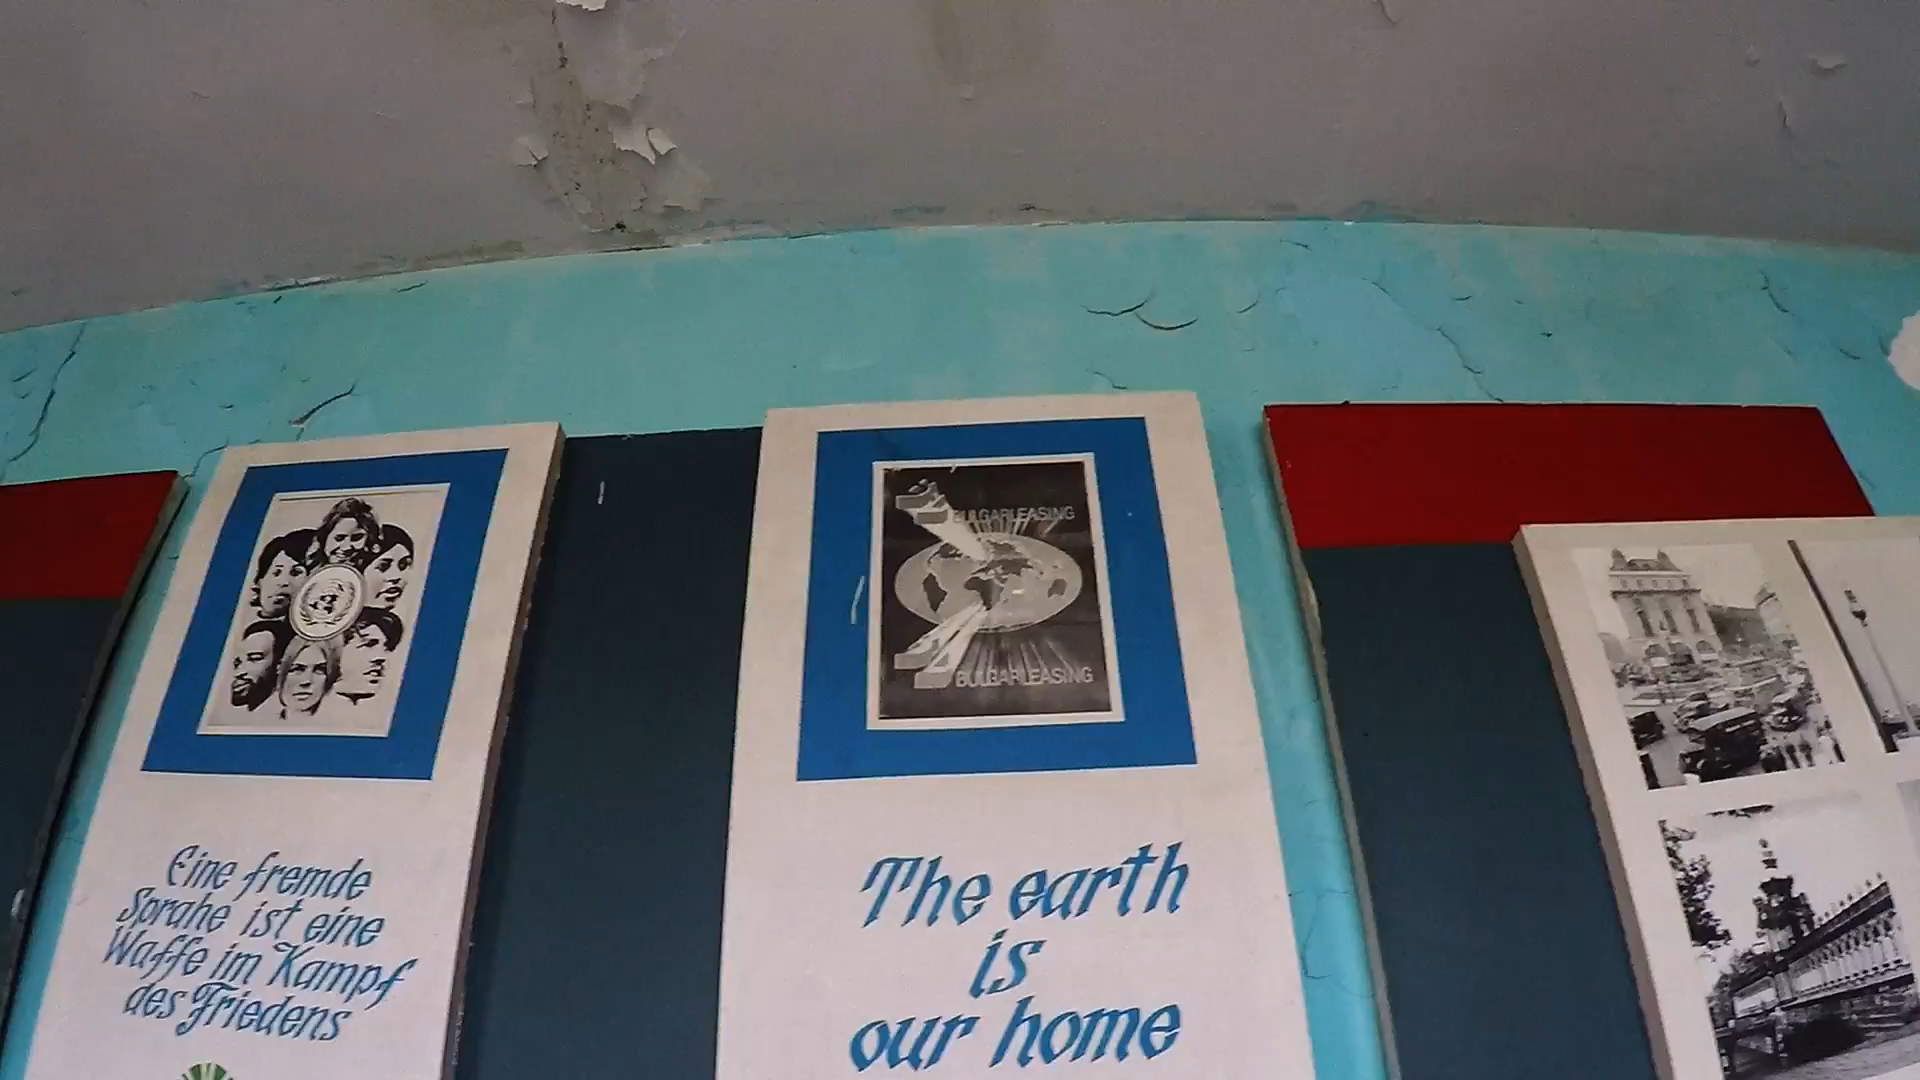 Eine fremde
Sprahe ist eine
Waffe im Kampf
des Friedens
BULGARLEASING
BULGARLEASING
The earth
is
our home